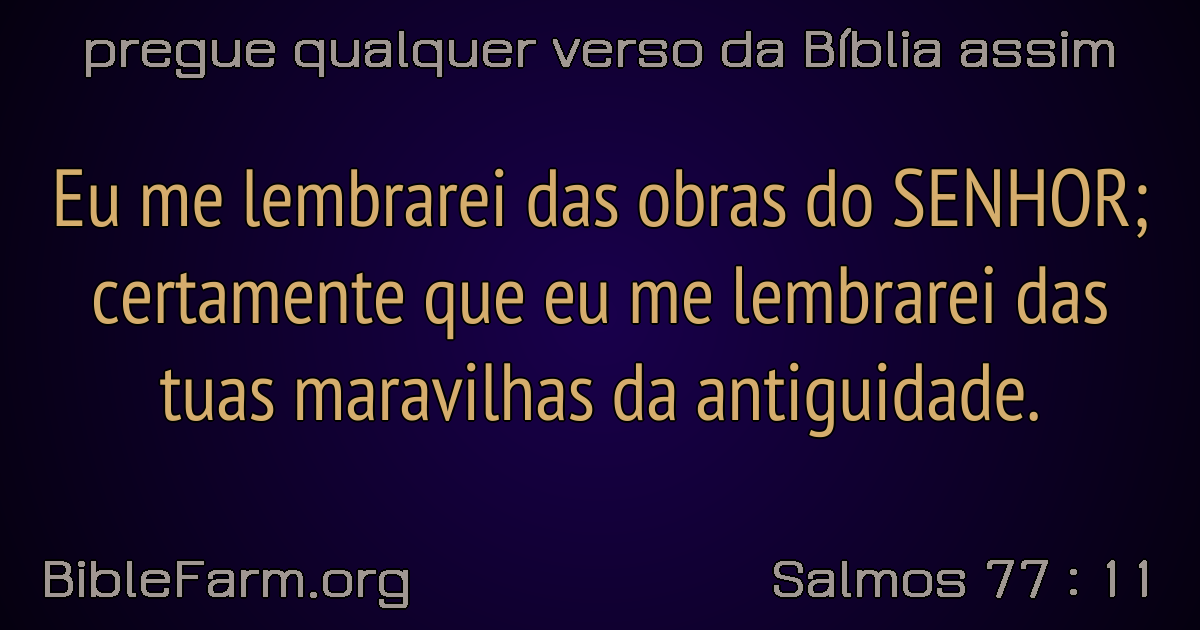 pregue qualquer verso da Bíblia assim
Eu me lembrarei das obras do SENHOR;
certamente que eu me lembrarei das
tuas maravilhas da antiguidade.
BibleFarm.org
Salmos 77 : 11